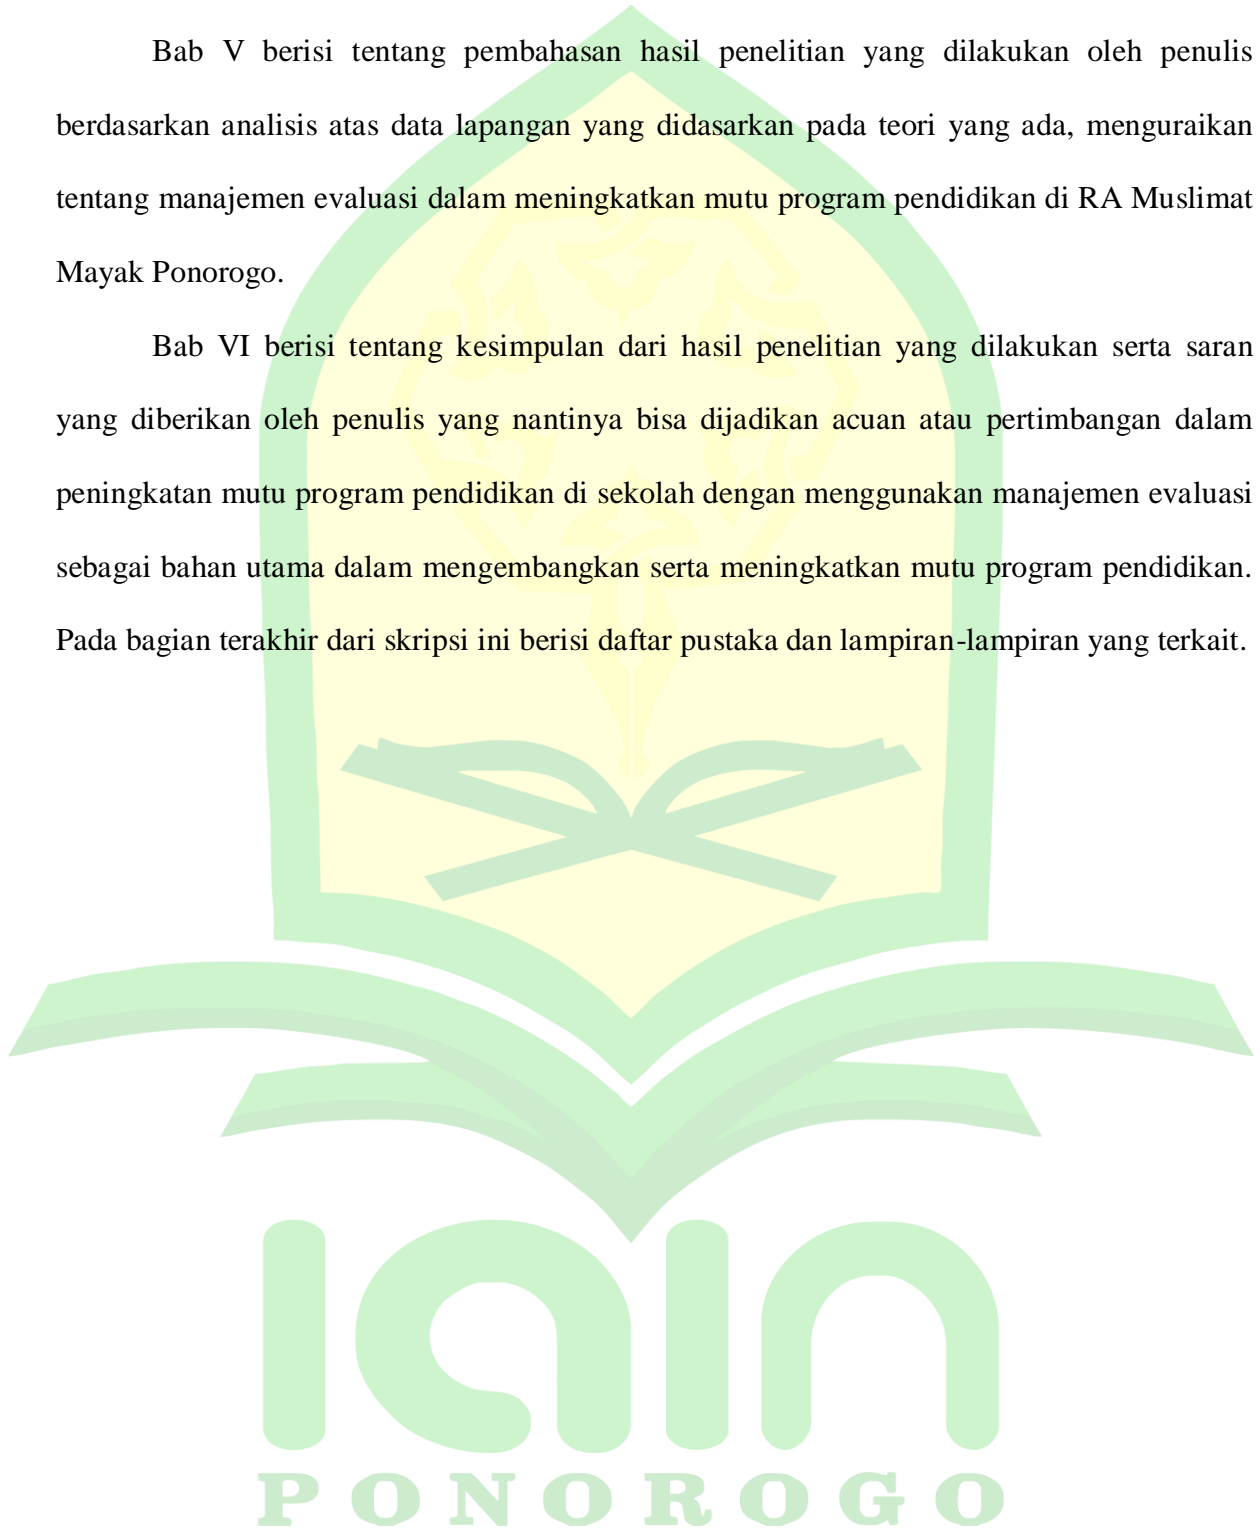 Bab V berisi tentang pembahasan hasil penelitian yang dilakukan oleh penulis
berdasarkan analisis atas data lapangan yang didasarkan pada teori yang ada, menguraikan
tentang manajemen evaluasi dalam meningkatkan mutu program pendidikan di RA Muslimat
Mayak Ponorogo.
Bab VI berisi tentang kesimpulan dari hasil penelitian yang dilakukan serta saran
yang diberikan oleh penulis yang nantinya bisa dijadikan acuan atau pertimbangan dalam
peningkatan mutu program pendidikan di sekolah dengan menggunakan manajemen evaluasi
sebagai bahan utama dalam mengembangkan serta meningkatkan mutu program pendidikan.
Pada bagian terakhir dari skripsi ini berisi daftar pustaka dan lampiran-lampiran yang terkait.
IAIN
PONOROGO